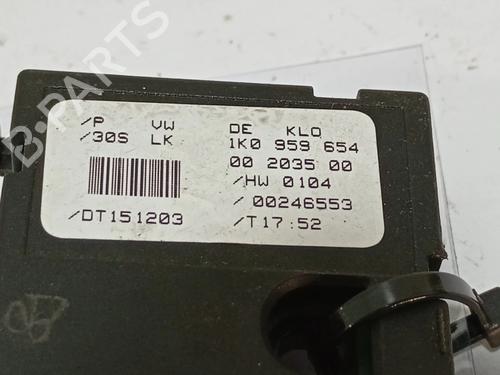 /P VW DE KLO
/30S LK 1K0 959 654
00 2035 00
/HW 0104
/00246553
/DT151203 /T17:52
B-PARTS